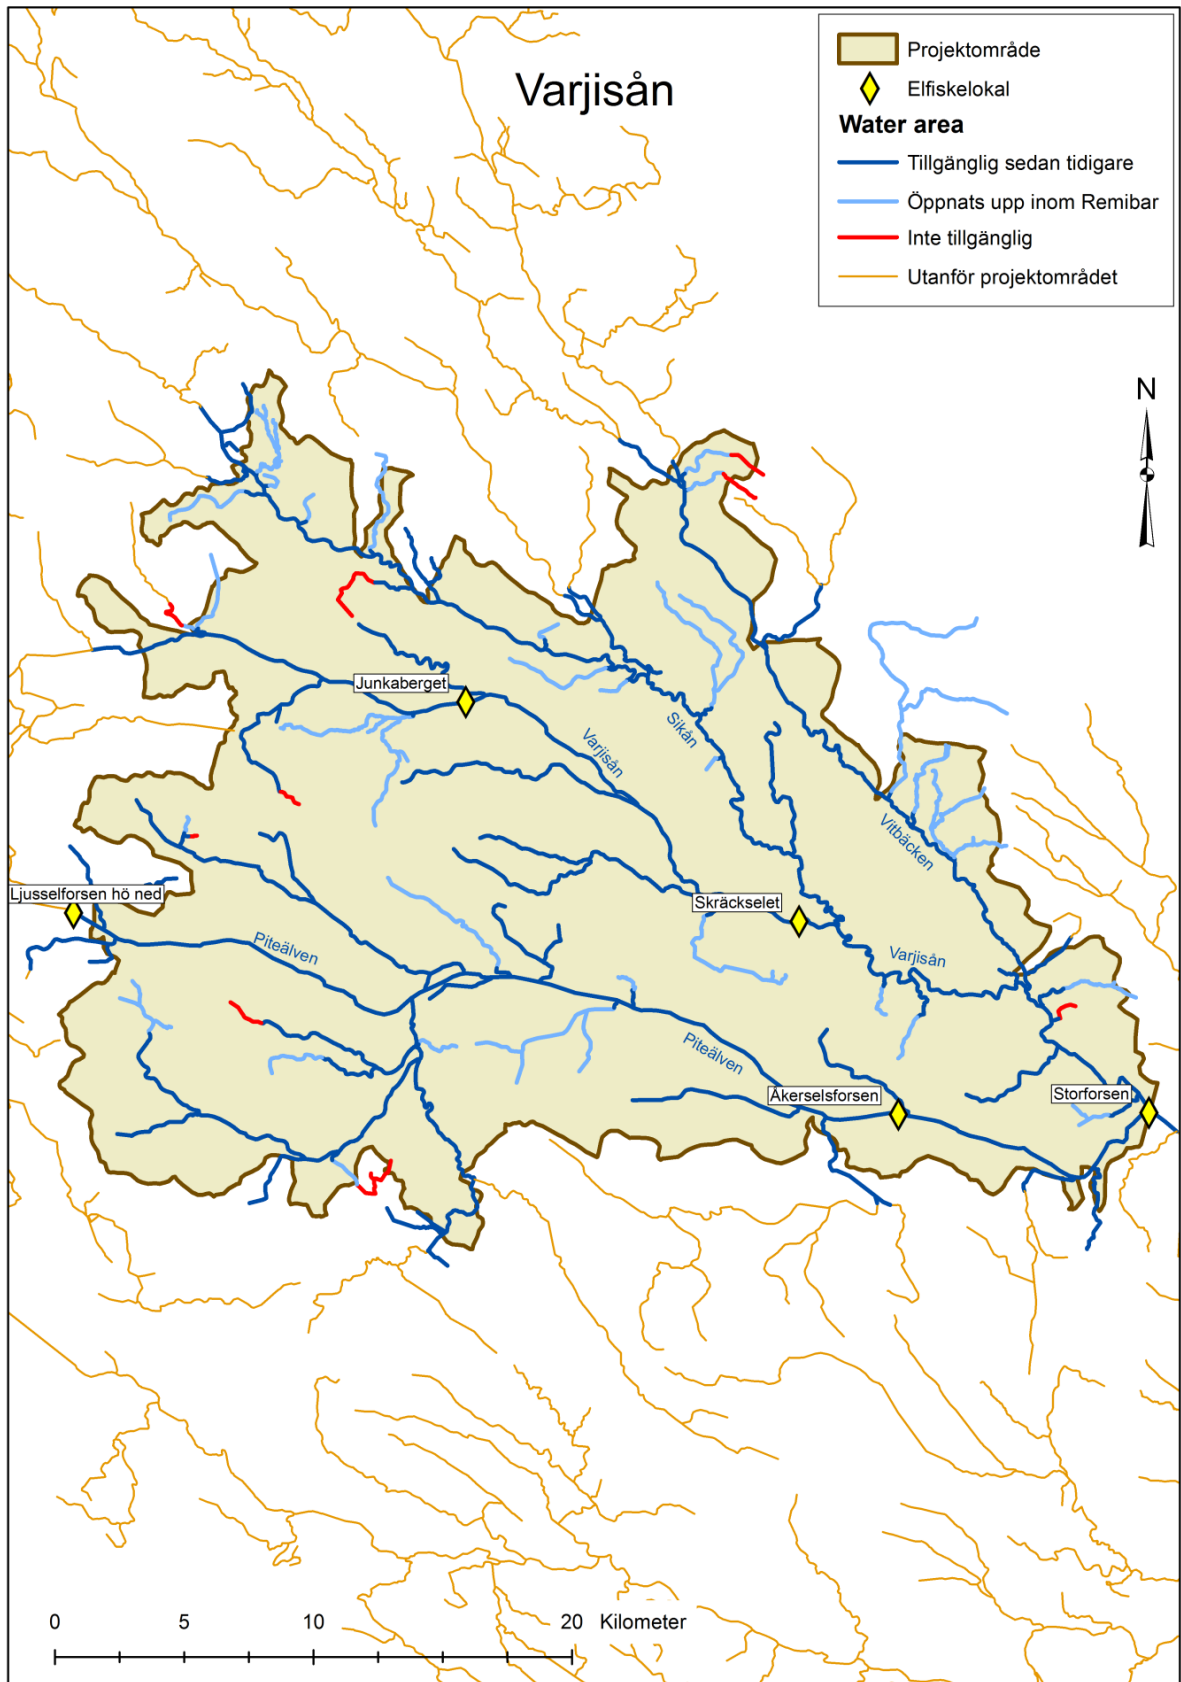 Varjisån
Projektområde
Elfiskelokal
Water area
Tillgänglig sedan tidigare
Öppnats upp inom Remibar
Inte tillgänglig
Utanför projektområdet
N
Junkaberget
Sikån
Varjisån
Vitbäcken
Ljusselforsen hö ned
Skräckselet
Piteälven
Varjisån
Piteälven
Åkerselsforsen
Storforsen
0 5 10 20 Kilometer